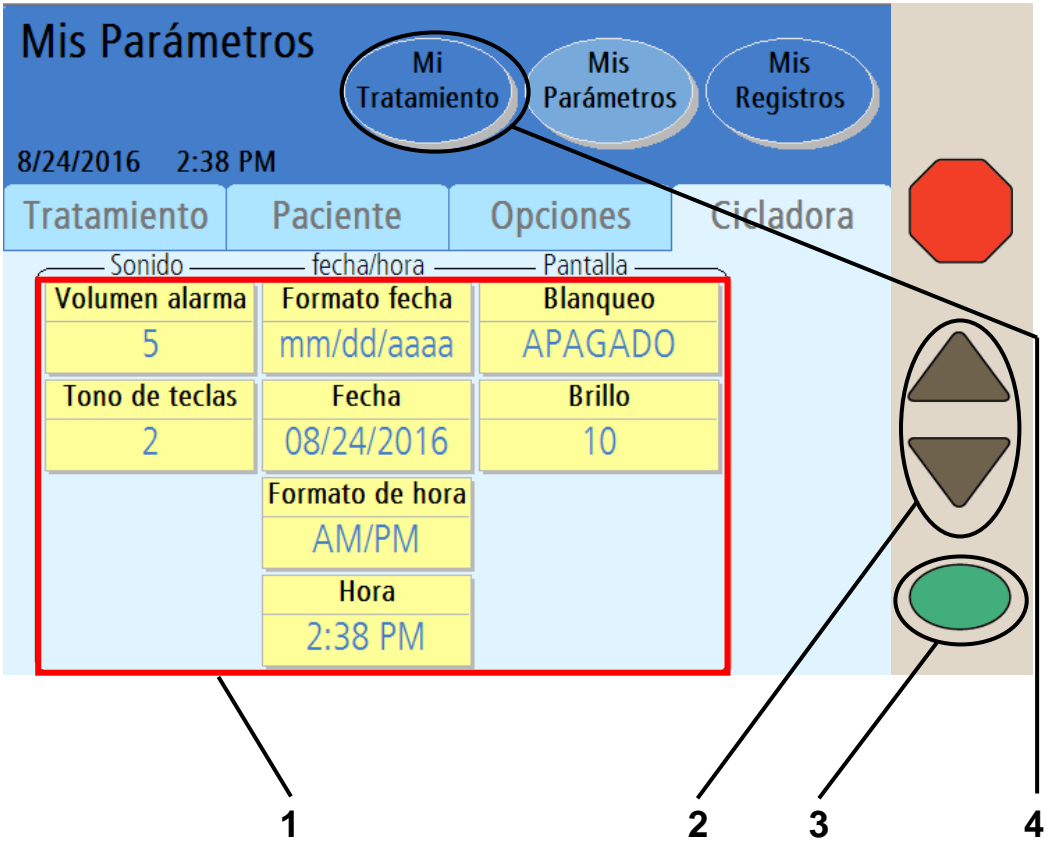 Mis Parámetros
Mi
Tratamiento
Mis
Parámetros
Mis
Registros
8/24/2016 2:38 PM
Tratamiento Paciente Opciones Cicladora
Sonido fecha/hora Pantalla
Volumen alarma Formato fecha Blanqueo
5 mm/dd/aaaa APAGADO
Tono de teclas Fecha Brillo
2 08/24/2016 10
Formato de hora
AM/PM
Hora
2:38 PM
1 2 3 4